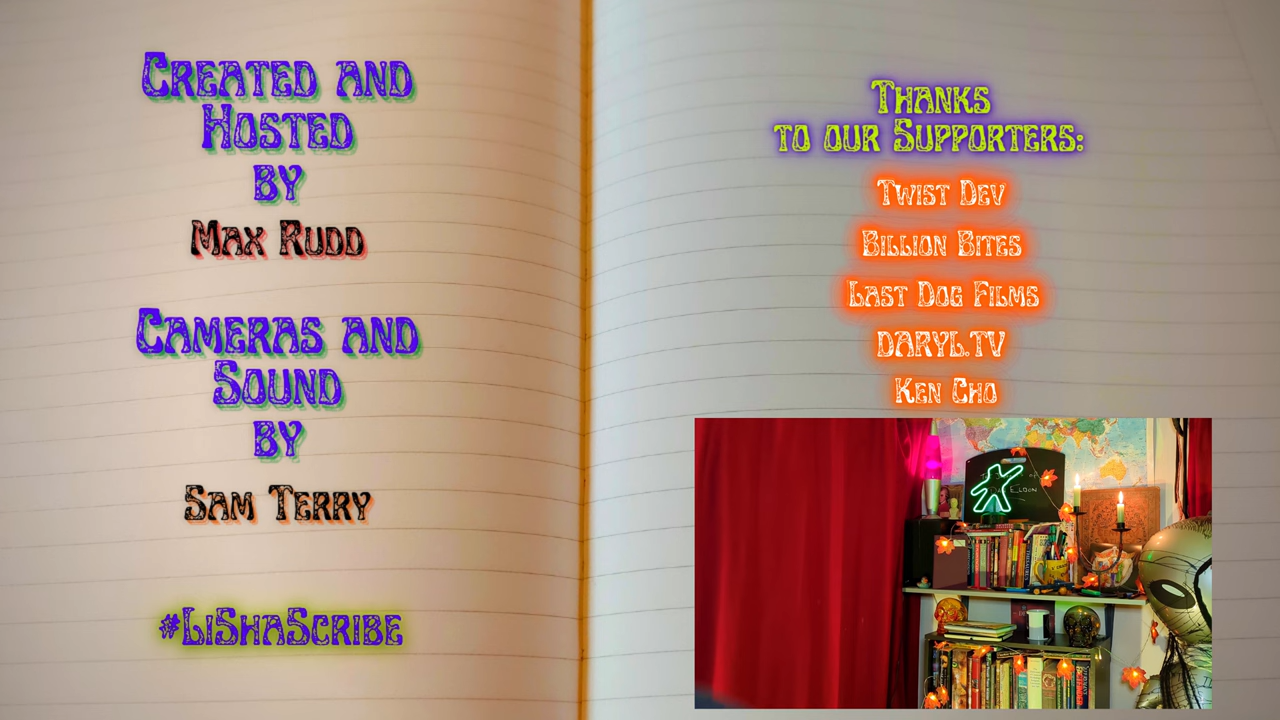 Created and
Hosted
by
Max Rudd
Cameras and
Sound
by
Sam Terry
#LiShaScribe
Thanks
to our Supporters:
Twist Dev
Billion Bites
Last Dog Films
DARYL.TV
Ken Cho